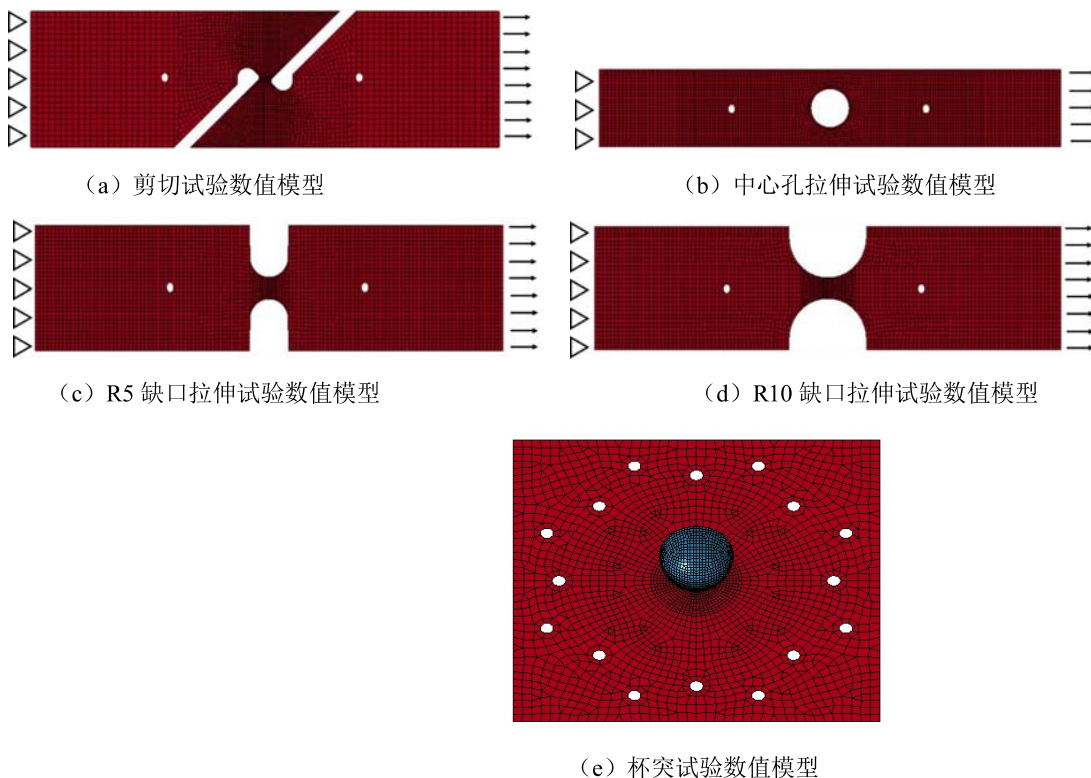 （a）剪切试验数值模型
（b）中心孔拉伸试验数值模型
（c）R5 缺口拉伸试验数值模型
（d）R10 缺口拉伸试验数值模型
（e）杯突试验数值模型